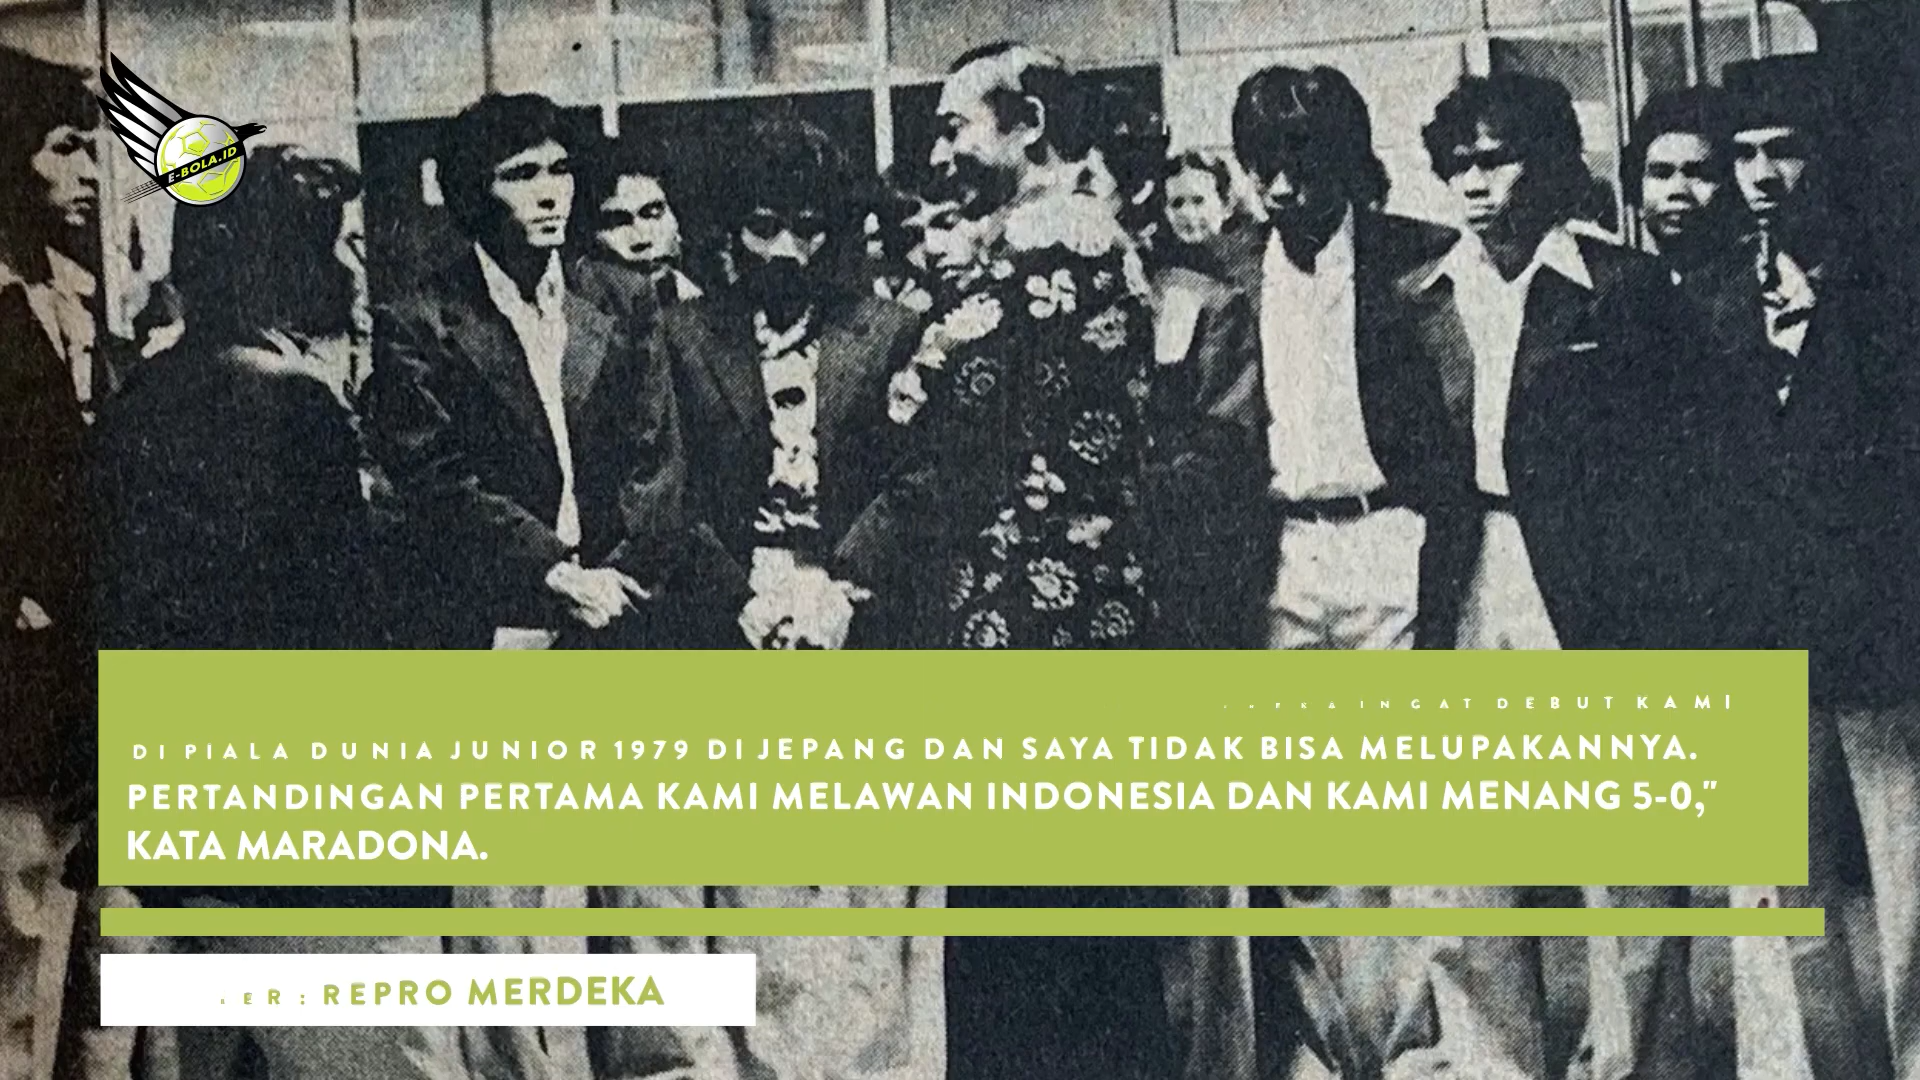 E-BOLA.ID
INGAT DEBUT KAMI
DI PIALA DUNIA JUNIOR 1979 DI JEPANG DAN SAYA TIDAK BISA MELUPAKANNYA.
PERTANDINGAN PERTAMA KAMI MELAWAN INDONESIA DAN KAMI MENANG 5-0,"
KATA MARADONA.
: REPRO MERDEKA